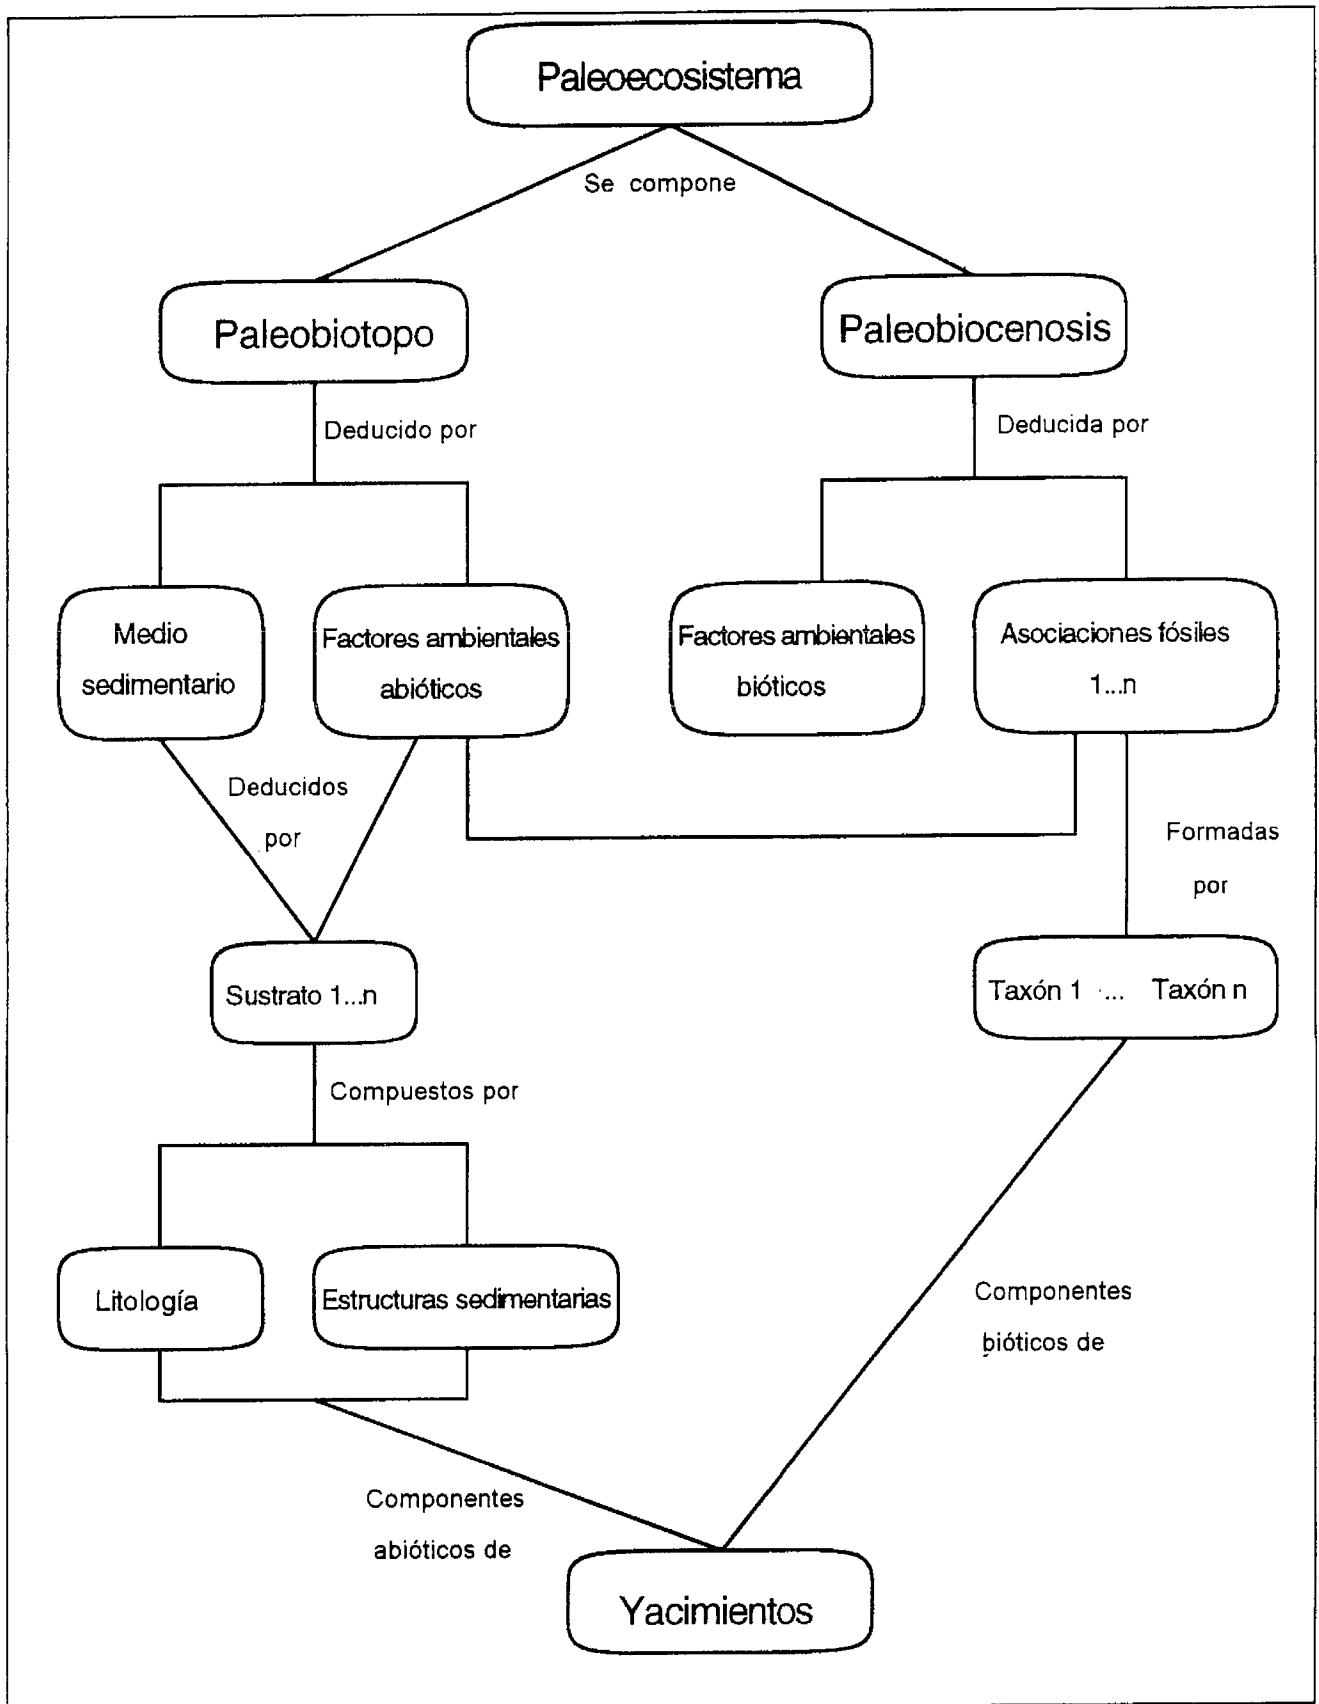 Paleoecosistema
Se compone
Paleobiotopo
Paleobiocenosis
Deducido por
Deducida por
Medio
sedimentario
Factores ambientales
abióticos
Factores ambientales
bióticos
Asociaciones fósiles
1...n
Deducidos
por
Formadas
por
Sustrato 1...n
Taxón 1 ... Taxón n
Compuestos por
Litología
Estructuras sedimentarias
Componentes
bióticos de
Componentes
abióticos de
Yacimientos